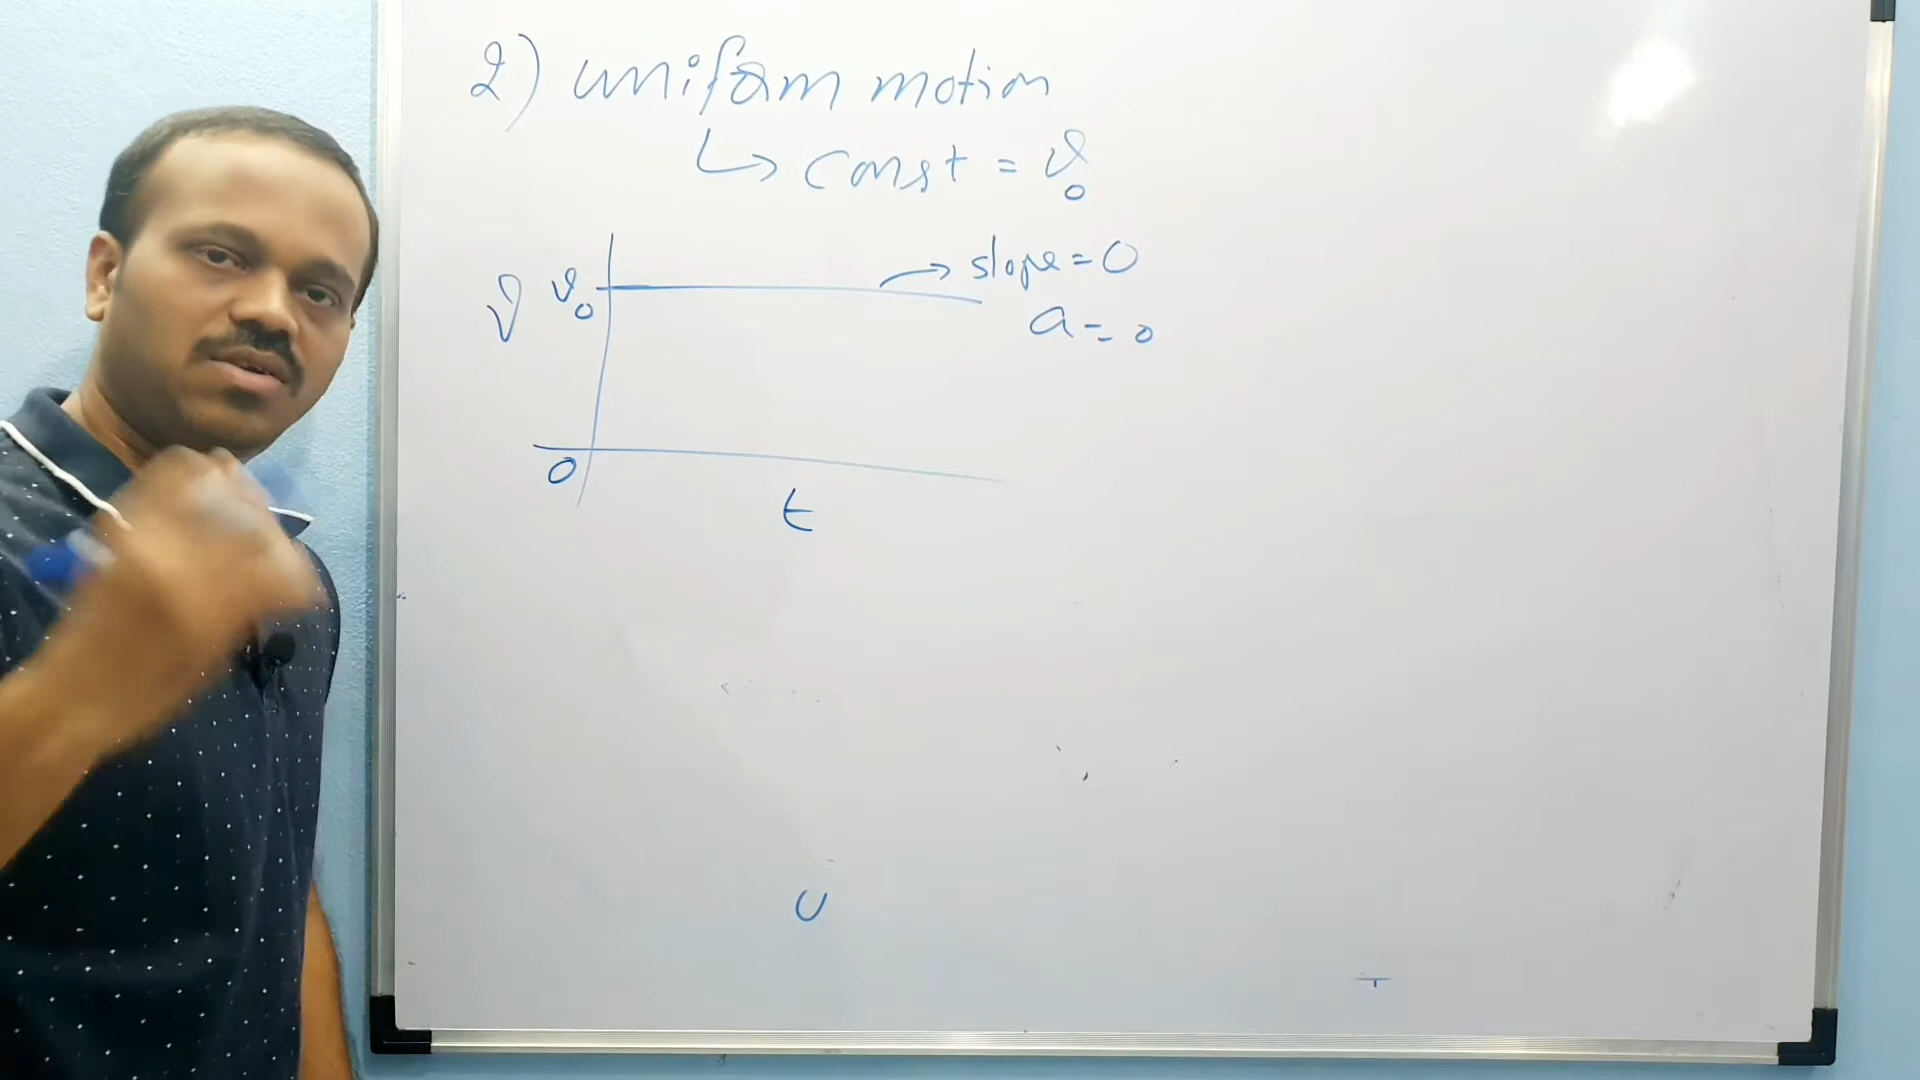 2) uniform motion
↳ const = v₀
v v₀ → slope = 0
a = 0
0
t